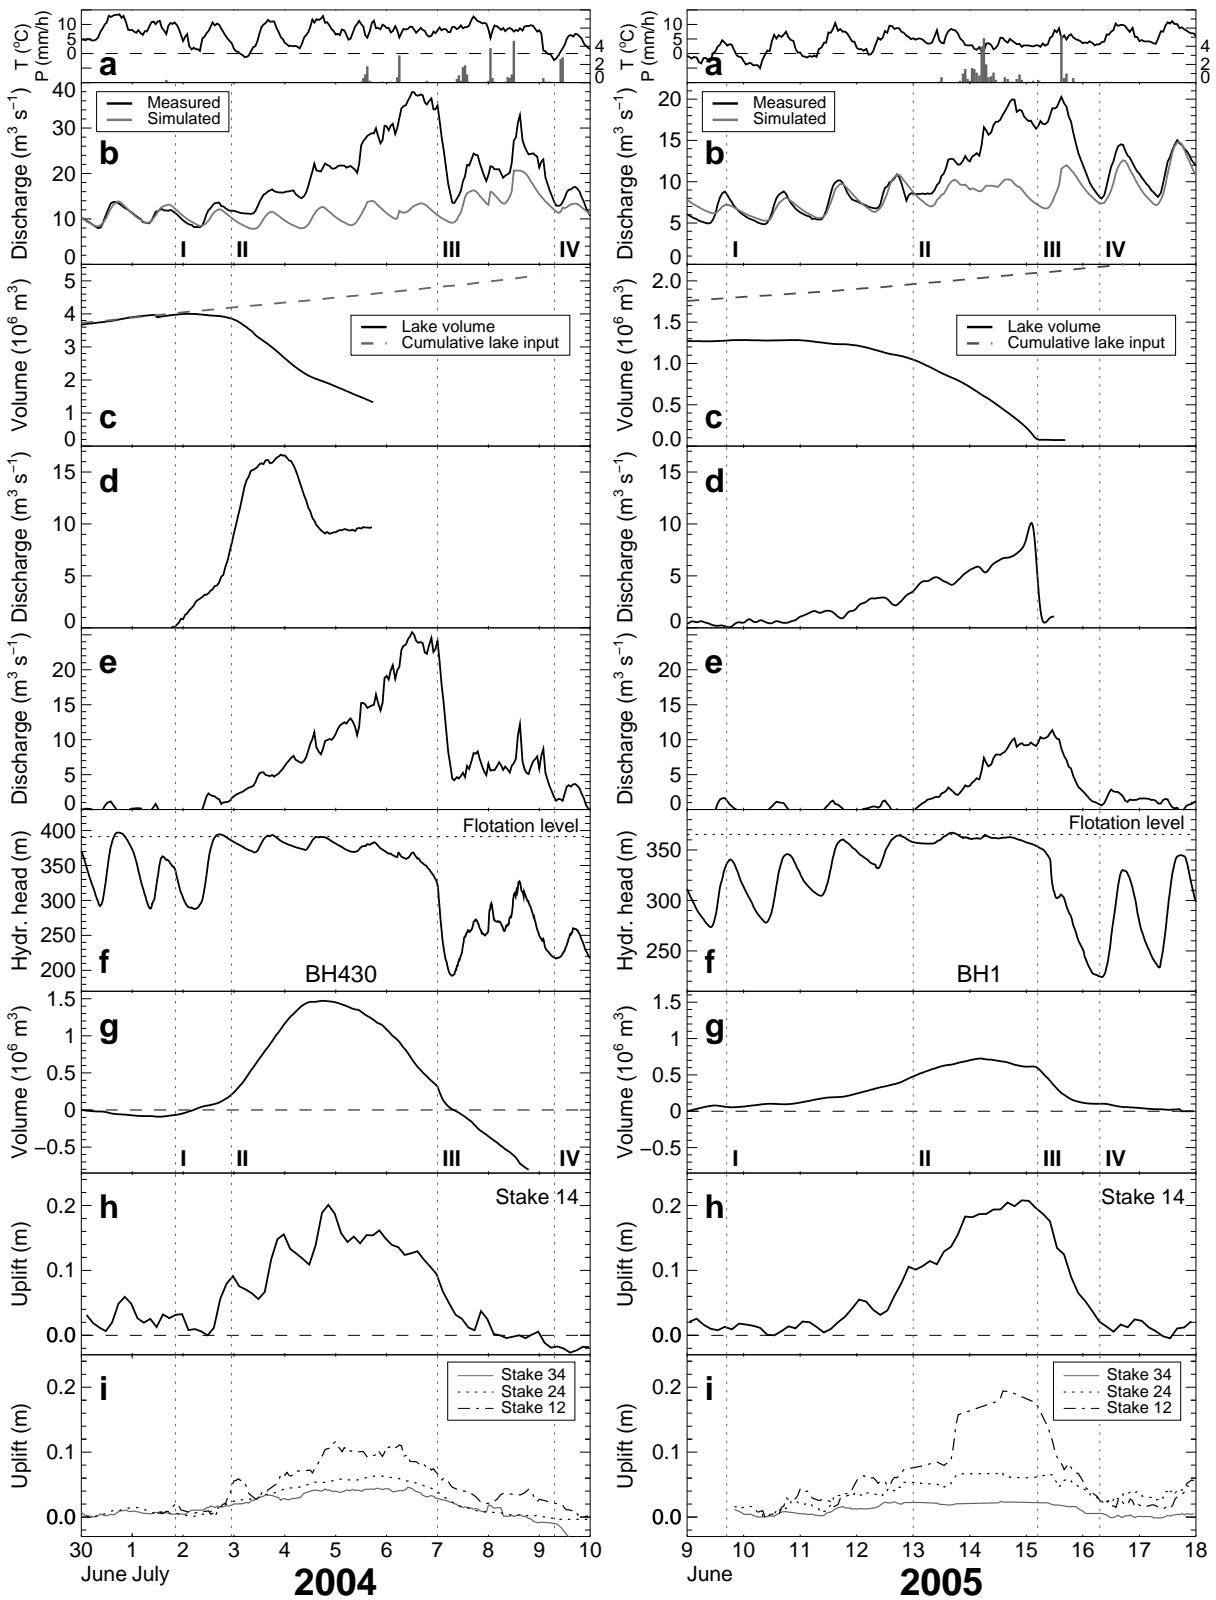 T (°C)
P (mm/h)
10
5
0
4
2
0
a
T (°C)
P (mm/h)
10
5
0
4
2
0
a
Discharge (m³ s⁻¹)
40
30
20
10
0
Measured
Simulated
b
I
II
III
IV
Discharge (m³ s⁻¹)
20
15
10
5
0
Measured
Simulated
b
I
II
III
IV
Volume (10⁶ m³)
5
4
3
2
1
0
Lake volume
Cumulative lake input
c
Volume (10⁶ m³)
2.0
1.5
1.0
0.5
0.0
Lake volume
Cumulative lake input
c
Discharge (m³ s⁻¹)
15
10
5
0
d
Discharge (m³ s⁻¹)
15
10
5
0
d
Discharge (m³ s⁻¹)
20
15
10
5
0
e
Discharge (m³ s⁻¹)
20
15
10
5
0
e
Hydr. head (m)
400
350
300
250
200
Flotation level
f
BH430
Hydr. head (m)
350
300
250
Flotation level
f
BH1
Volume (10⁶ m³)
1.5
1
0.5
0
−0.5
g
I
II
III
IV
Volume (10⁶ m³)
1.5
1.0
0.5
0
−0.5
g
I
II
III
IV
Uplift (m)
0.2
0.1
0.0
h
Stake 14
Uplift (m)
0.2
0.1
0.0
h
Stake 14
Uplift (m)
0.2
0.1
0.0
i
Stake 34
Stake 24
Stake 12
Uplift (m)
0.2
0.1
0.0
i
Stake 34
Stake 24
Stake 12
30 1 2 3 4 5 6 7 8 9 10
June July
2004
9 10 11 12 13 14 15 16 17 18
June
2005